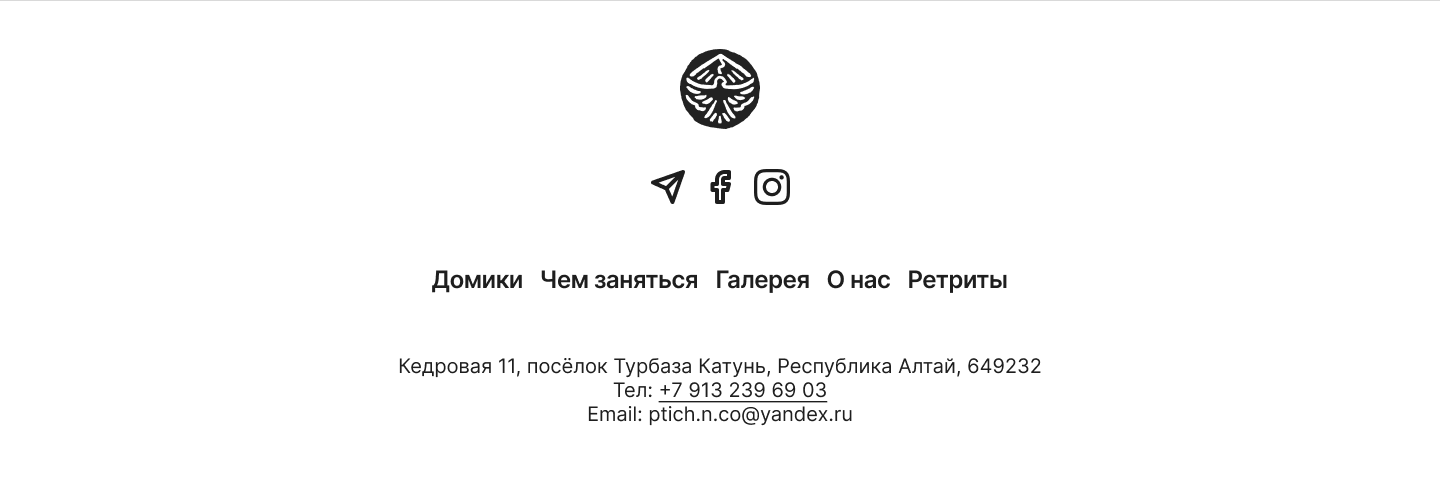 Домики Чем заняться Галерея О нас Ретриты
Кедровая 11, посёлок Турбаза Катунь, Республика Алтай, 649232
Тел: +7 913 239 69 03
Email: ptich.n.co@yandex.ru